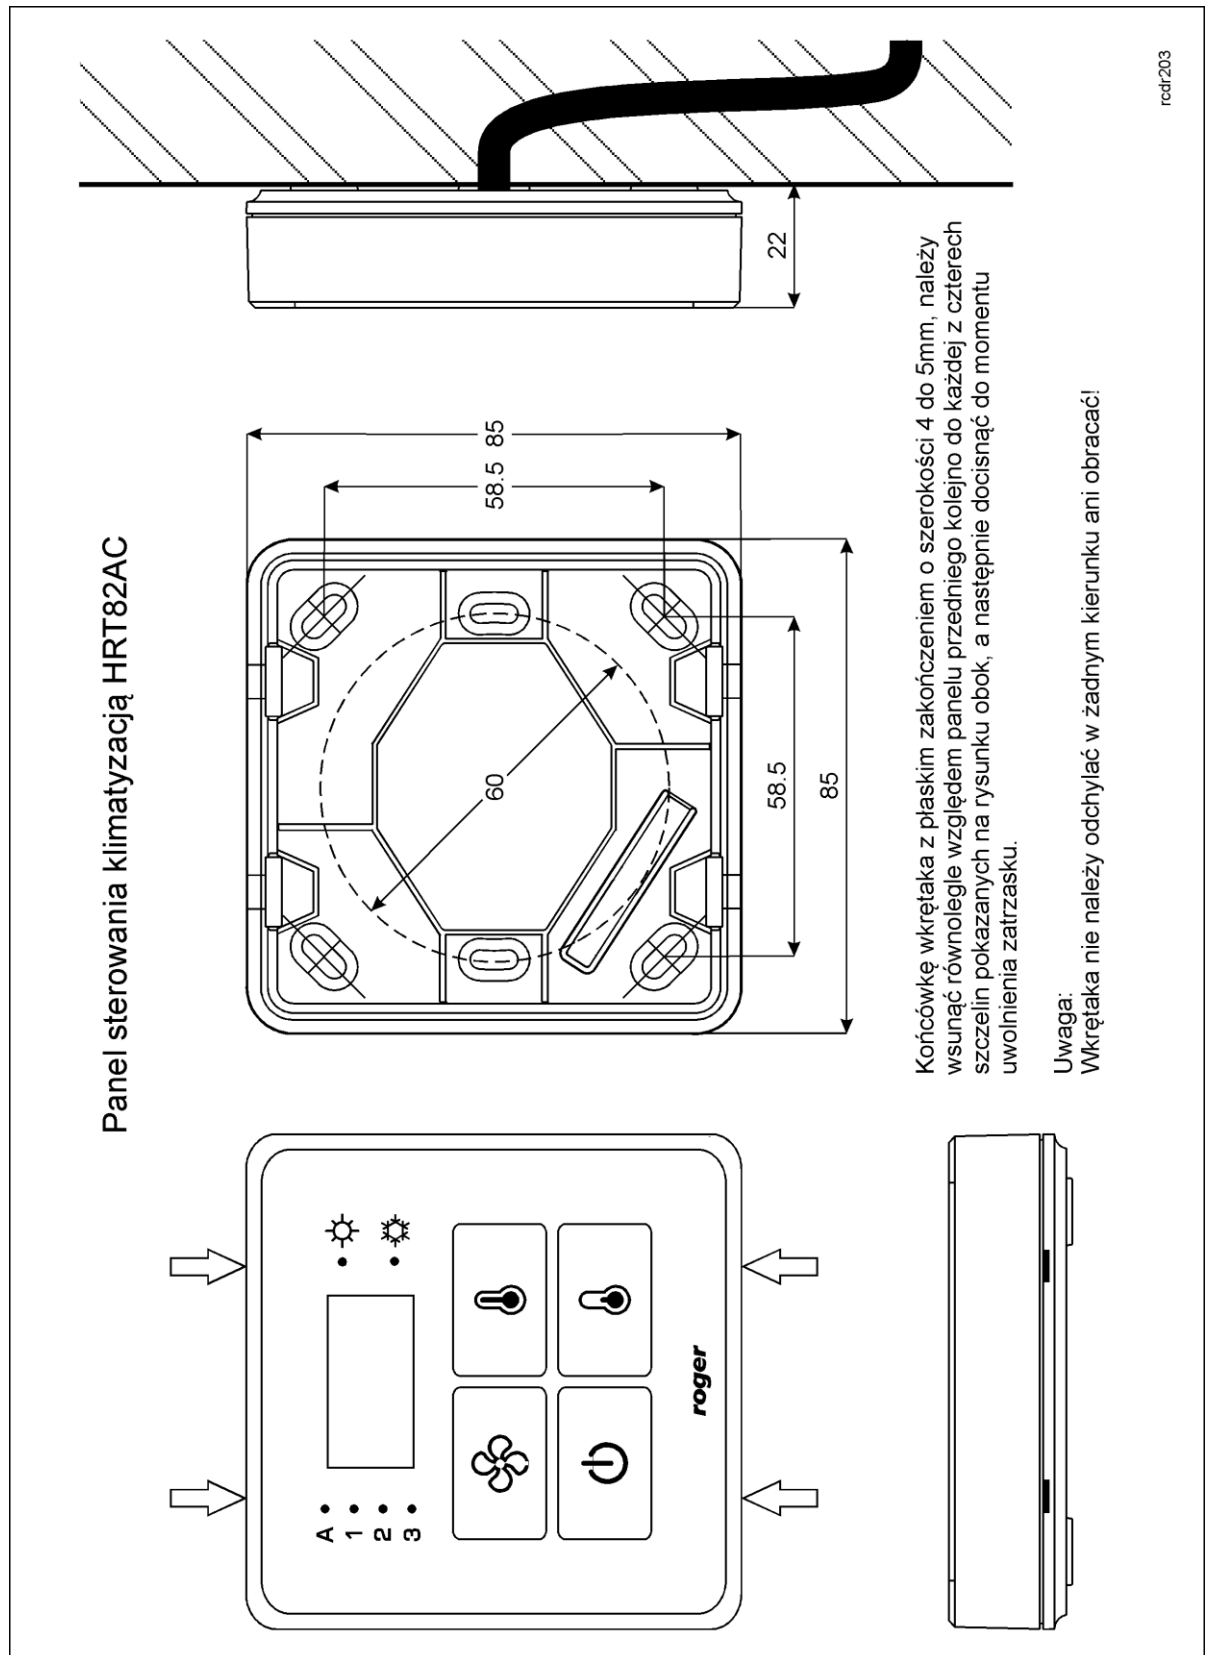 Panel sterowania klimatyzacją HRT82AC
A
1
2
3
roger
60
58.5
85
58.5
85
22
Końcówkę wkrętaka z płaskim zakończeniem o szerokości 4 do 5mm, należy
wsunąć równolegle względem panelu przedniego kolejno do każdej z czterech
szczelin pokazanych na rysunku obok, a następnie docisnąć do momentu
uwolnienia zatrzasku.
Uwaga:
Wkrętaka nie należy odchylać w żadnym kierunku ani obracać!
rcdr203